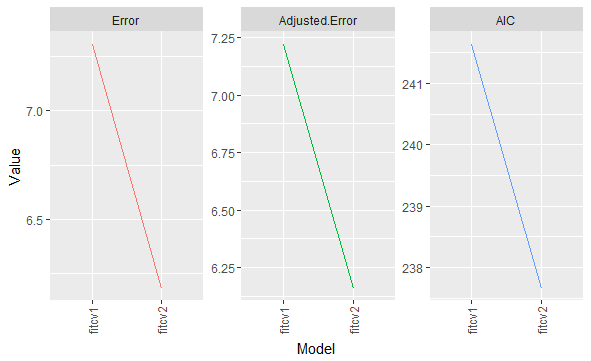 Error
Adjusted.Error
AIC
Value
7.0
6.5
7.25
7.00
6.75
6.50
6.25
241
240
239
238
fitcv1
fitcv2
fitcv1
fitcv2
fitcv1
fitcv2
Model